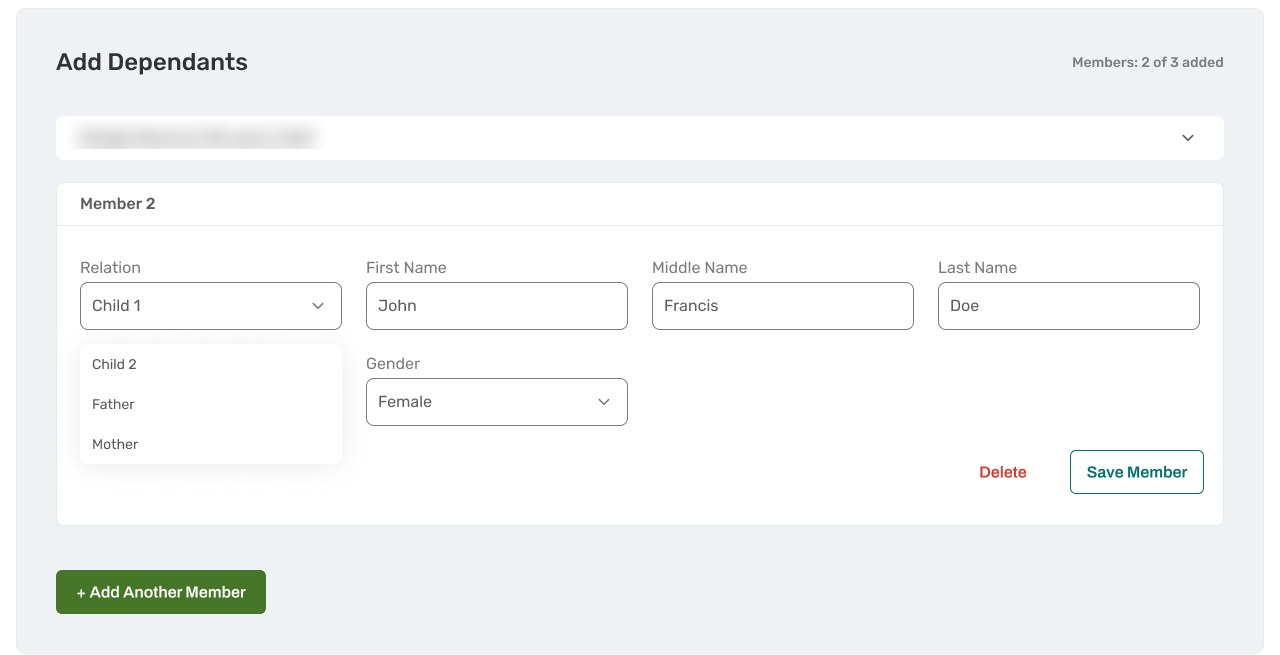 Add Dependants
Members: 2 of 3 added
Member 2
Relation
First Name
Middle Name
Last Name
Child 1
John
Francis
Doe
Child 2
Father
Mother
Gender
Female
Delete
Save Member
+ Add Another Member